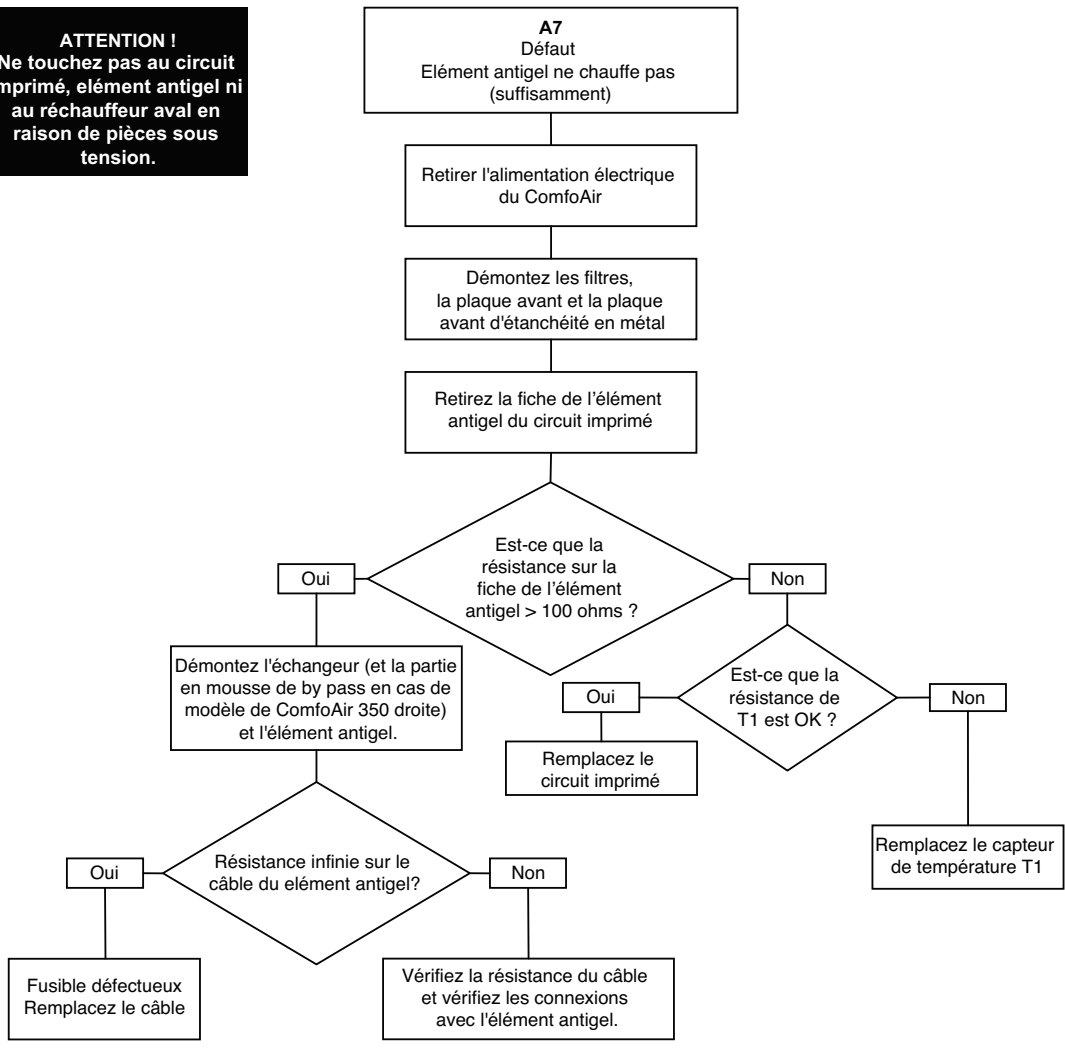 ATTENTION !
Ne touchez pas au circuit
imprimé, elément antigel ni
au réchauffeur aval en
raison de pièces sous
tension.
A7
Défaut
Elément antigel ne chauffe pas
(suffisamment)
Retirer l'alimentation électrique
du ComfoAir
Démontez les filtres,
la plaque avant et la plaque
avant d'étanchéité en métal
Retirez la fiche de l’élément
antigel du circuit imprimé
Est-ce que la
résistance sur la
fiche de l’élément
antigel > 100 ohms ?
Oui
Non
Démontez l'échangeur (et la partie
en mousse de by pass en cas de
modèle de ComfoAir 350 droite)
et l'élément antigel.
Est-ce que la
résistance de
T1 est OK ?
Oui
Non
Remplacez le
circuit imprimé
Remplacez le capteur
de température T1
Résistance infinie sur le
câble du elément antigel?
Oui
Non
Fusible défectueux
Remplacez le câble
Vérifiez la résistance du câble
et vérifiez les connexions
avec l'élément antigel.